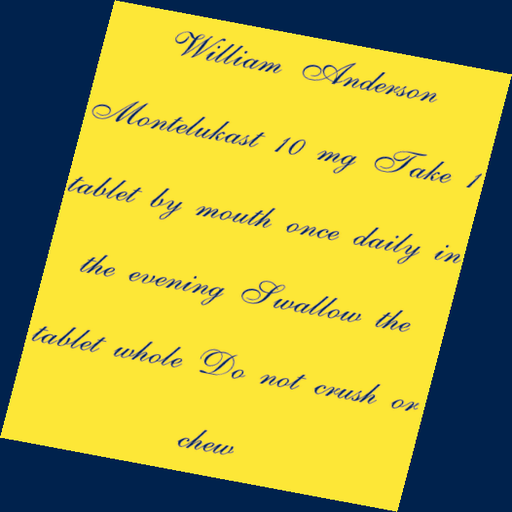 William Anderson
Montelukast 10 mg Take 1
tablet by mouth once daily in
the evening Swallow the
tablet whole Do not crush or
chew